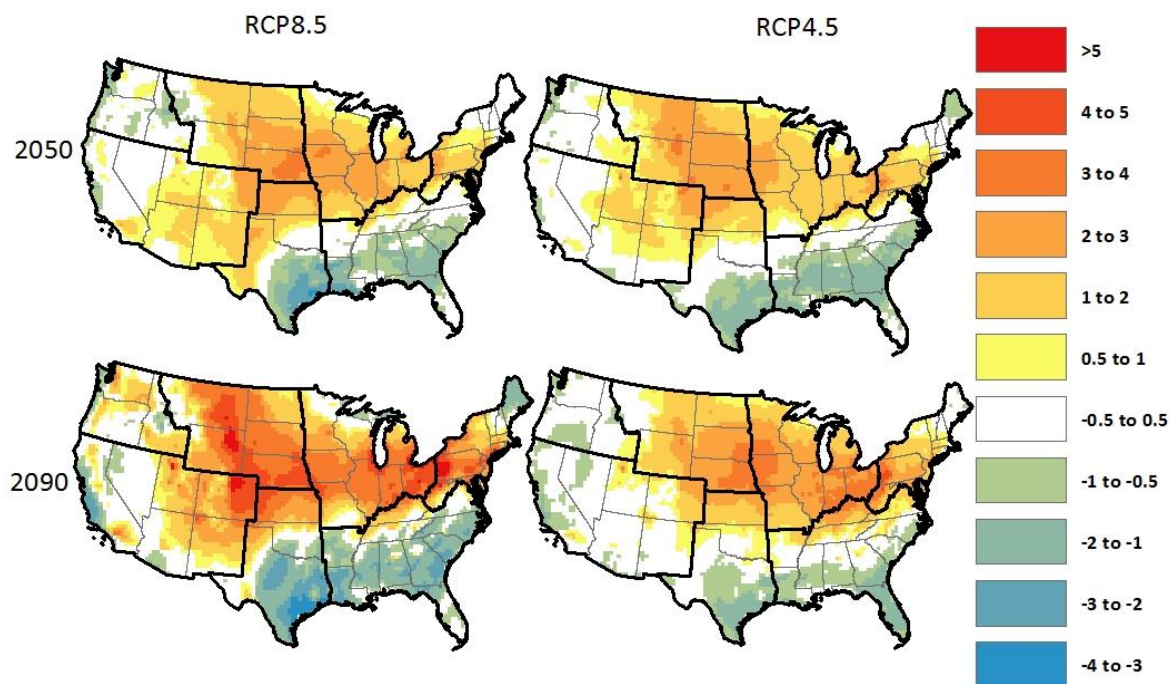 RCP8.5
RCP4.5
2050
2090
>5
4 to 5
3 to 4
2 to 3
1 to 2
0.5 to 1
-0.5 to 0.5
-1 to -0.5
-2 to -1
-3 to -2
-4 to -3